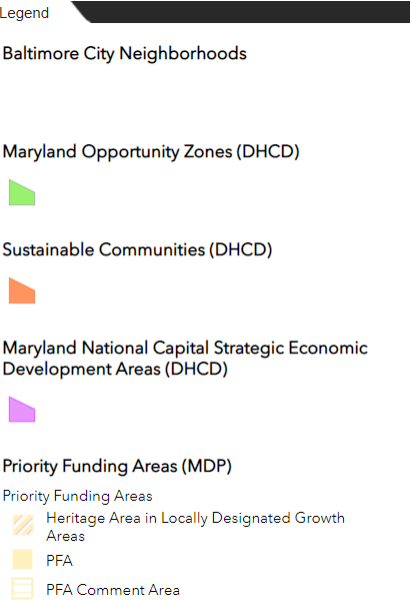 Legend
Baltimore City Neighborhoods
Maryland Opportunity Zones (DHCD)
Sustainable Communities (DHCD)
Maryland National Capital Strategic Economic
Development Areas (DHCD)
Priority Funding Areas (MDP)
Priority Funding Areas
Heritage Area in Locally Designated Growth
Areas
PFA
PFA Comment Area